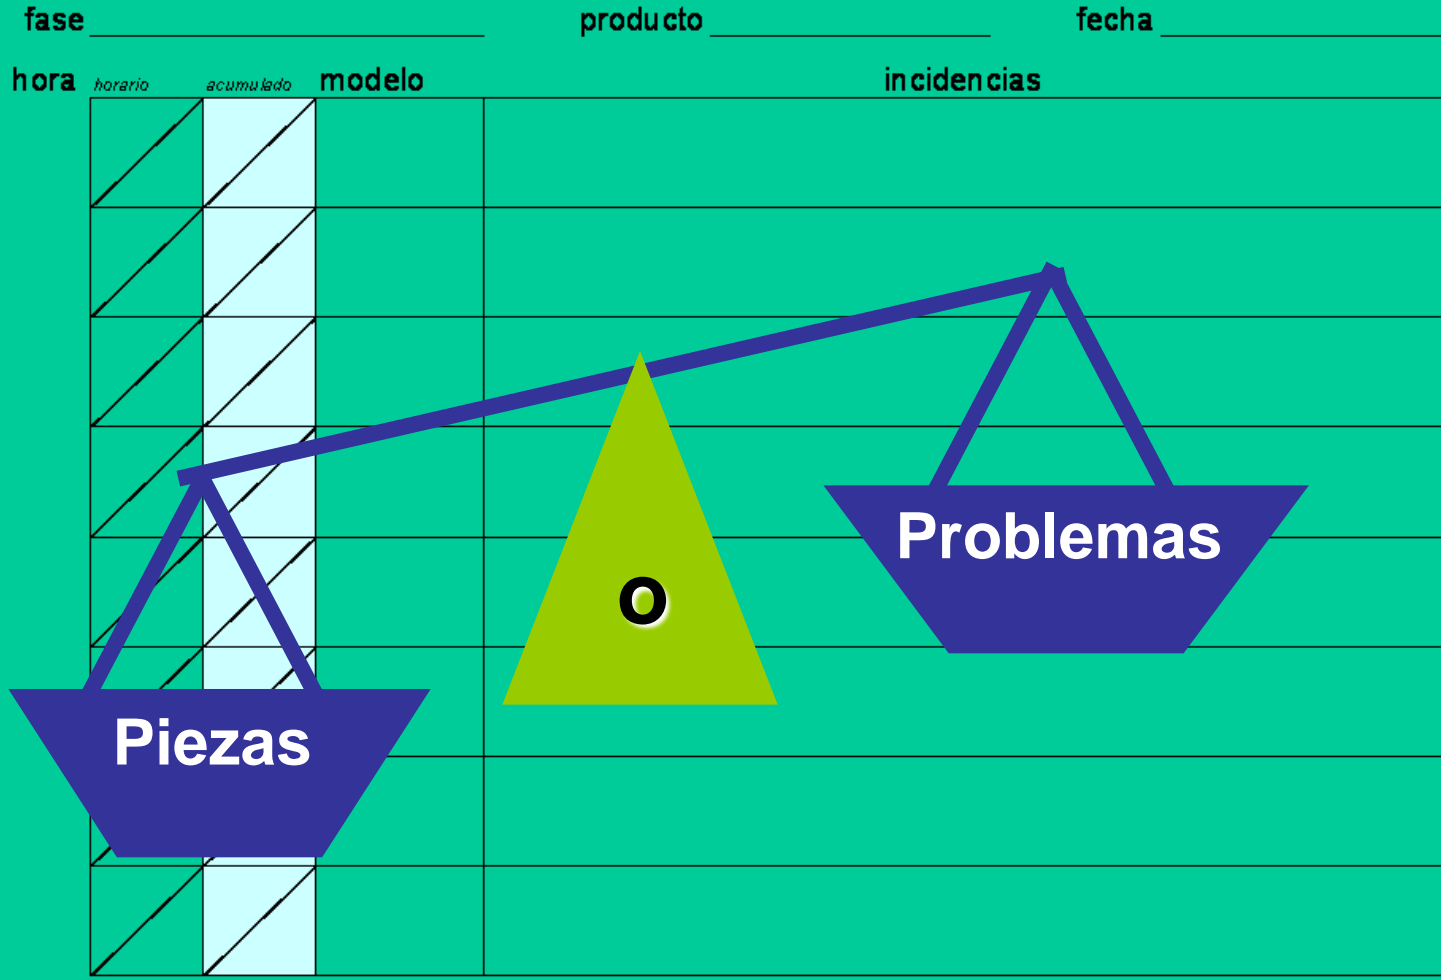 fase producto fecha
hora horario acumulado modelo incidencias
Problemas
o
Piezas